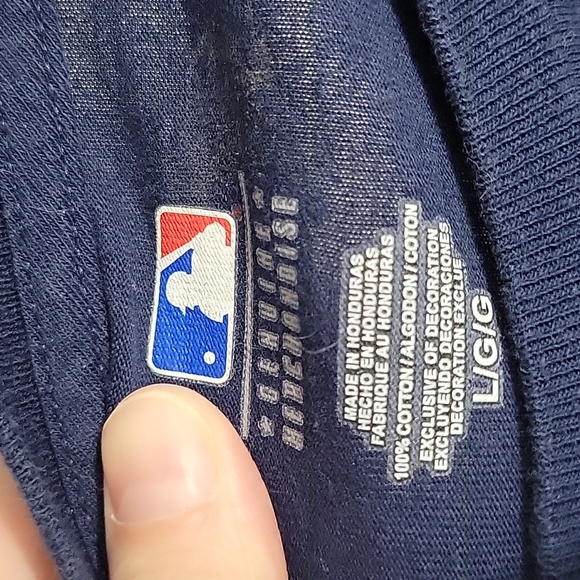 ★ GENUINE ★
MERCHANDISE
MADE IN HONDURAS
HECHO EN HONDURAS
FABRIQUE AU HONDURAS
100% COTTON/ALGODON/COTON
EXCLUSIVE OF DECORATION
EXCLUYENDO DECORACIONES
DECORATION EXCLUE
L/G/G